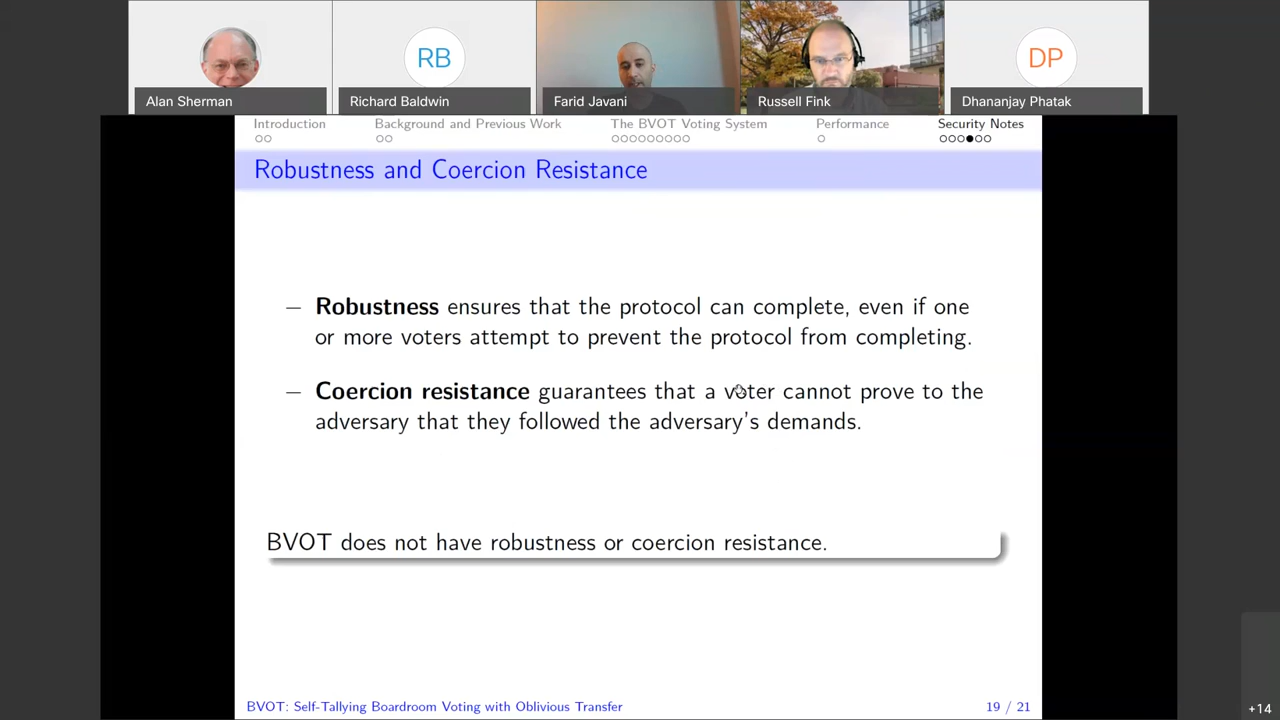 RB
DP
Alan Sherman
Richard Baldwin
Farid Javani
Russell Fink
Dhananjay Phatak
Introduction
Background and Previous Work
The BVOT Voting System
Performance
Security Notes
Robustness and Coercion Resistance
– Robustness ensures that the protocol can complete, even if one
or more voters attempt to prevent the protocol from completing.
– Coercion resistance guarantees that a voter cannot prove to the
adversary that they followed the adversary's demands.
BVOT does not have robustness or coercion resistance.
BVOT: Self-Tallying Boardroom Voting with Oblivious Transfer
19 / 21
+14